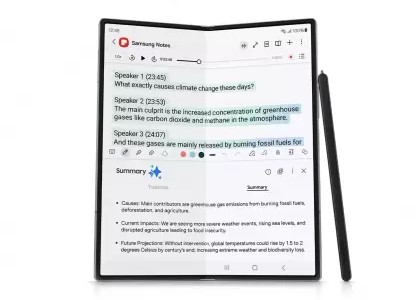 12:45
100%
Samsung Notes
1.0x
Speaker 1 (23:45)
What exactly causes climate change these days?
Speaker 2 (23:53)
The main culprit is the increased concentration of greenhouse
gases like carbon dioxide and methane in the atmosphere.
Speaker 3 (24:07)
And these gases are mainly released by burning fossil fuels for
Summary
Transcript
Summary
Causes: Main contributors are greenhouse gas emissions from burning fossil fuels,
deforestation, and agriculture.
Current Impacts: We are seeing more severe weather events, rising sea levels, and
disrupted agriculture leading to food insecurity.
Future Projections: Without intervention, global temperatures could rise by 1.5 to 2
degrees Celsius by century's end, increasing extreme weather and biodiversity loss.